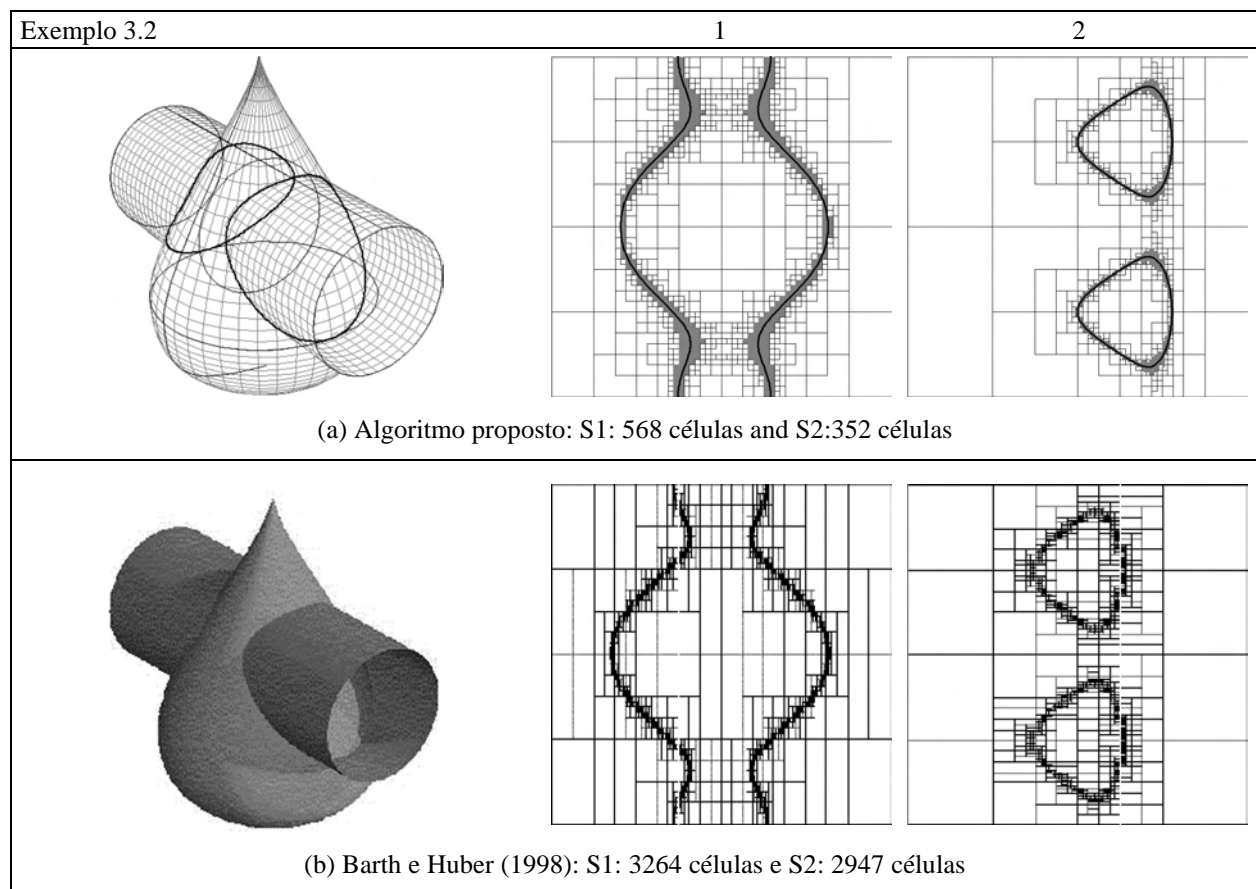 Exemplo 3.2 1 2
(a) Algoritmo proposto: S1: 568 células and S2:352 células
(b) Barth e Huber (1998): S1: 3264 células e S2: 2947 células